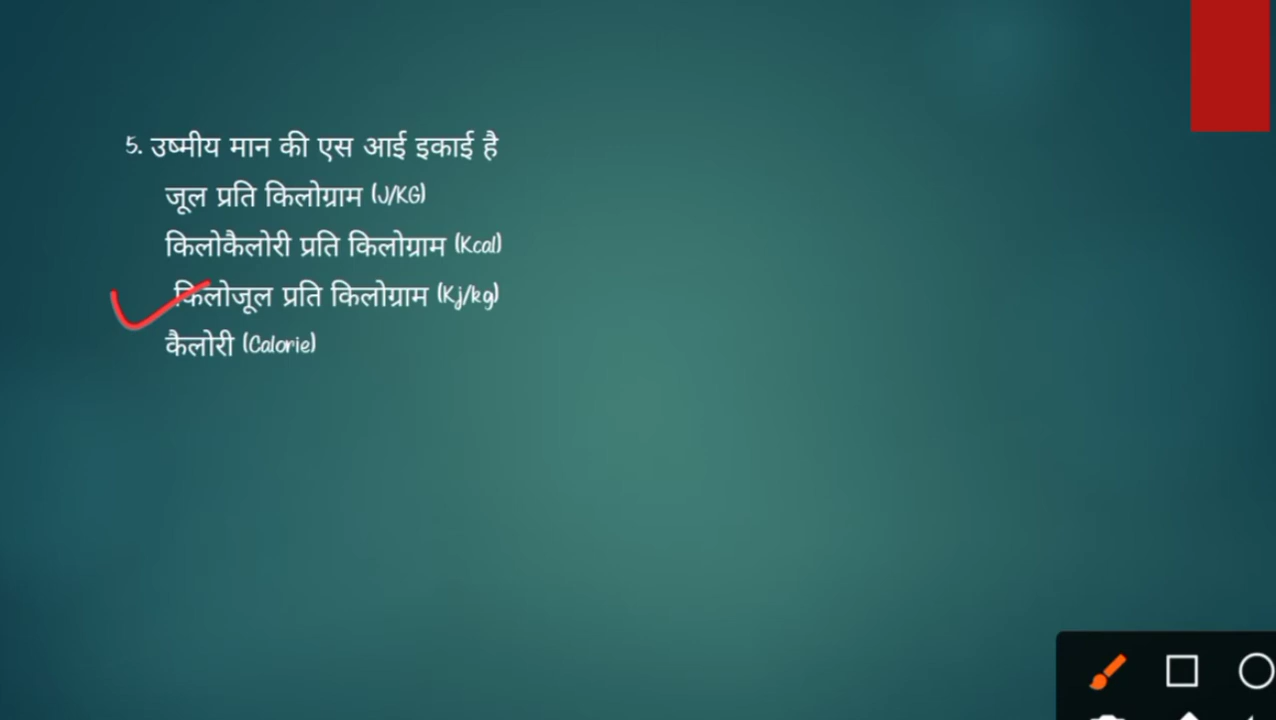 5. उष्मीय मान की एस आई इकाई है
जूल प्रति किलोग्राम (J/KG)
किलोकैलोरी प्रति किलोग्राम (Kcal)
किलोजूल प्रति किलोग्राम (Kj/kg)
कैलोरी (Calorie)